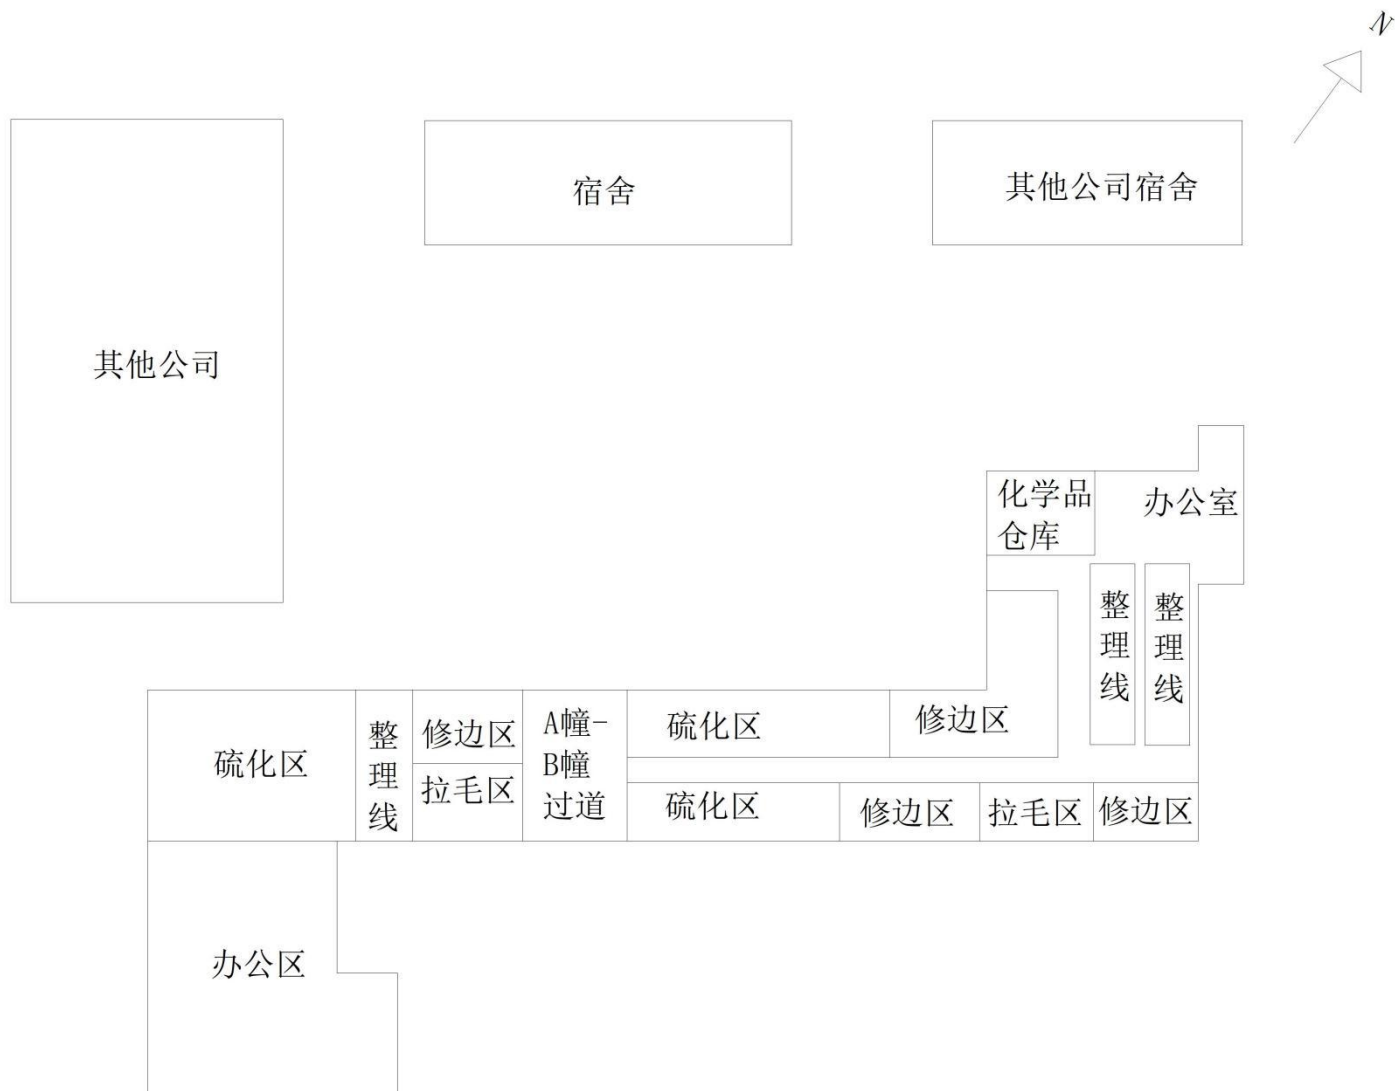 N
宿舍
其他公司宿舍
其他公司
化学品
仓库
办公室
整
理
线
整
理
线
硫化区
整
理
线
修边区
拉毛区
A幢-
B幢
过道
硫化区
修边区
硫化区
修边区
拉毛区
修边区
办公区